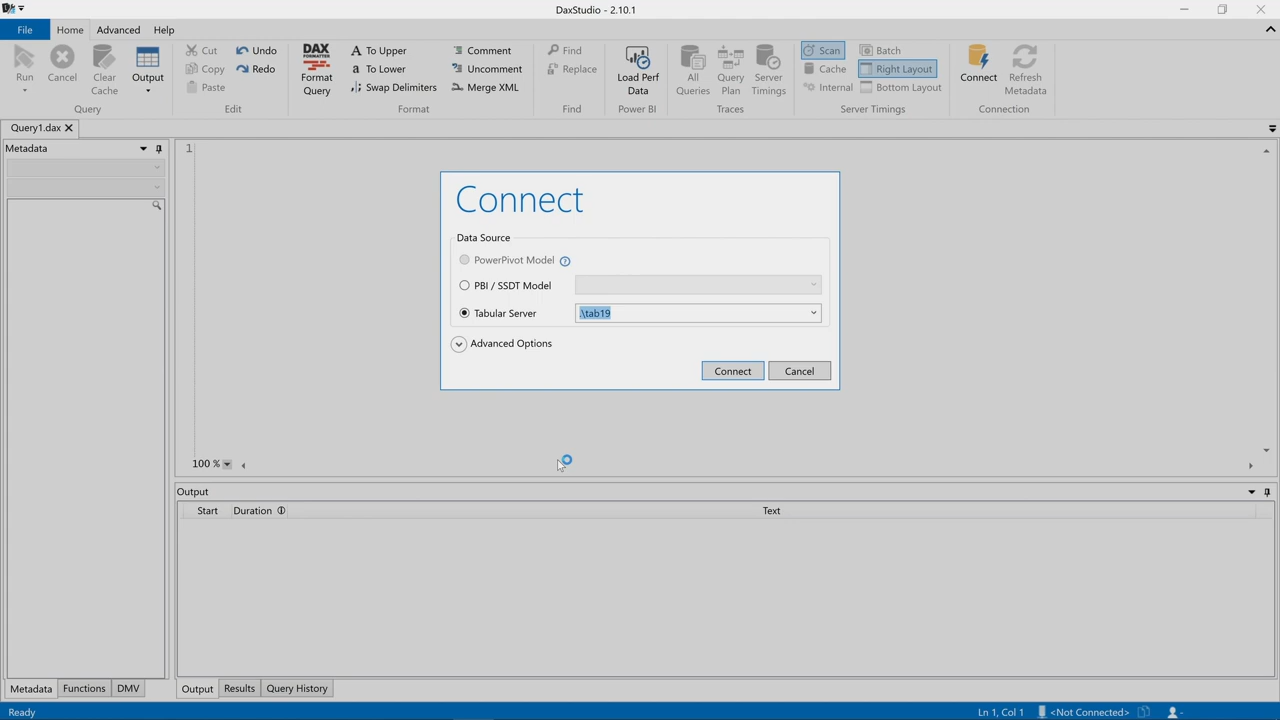 DaxStudio - 2.10.1
File
Home
Advanced
Help
Run
Cancel
Clear
Cache
Output
Query
Cut
Copy
Paste
Undo
Redo
Edit
DAX
FORMATTER
Format
Query
To Upper
To Lower
Swap Delimiters
Comment
Uncomment
Merge XML
Format
Find
Replace
Find
Load Perf
Data
Power BI
All
Queries
Query
Plan
Server
Timings
Traces
Scan
Cache
Internal
Batch
Right Layout
Bottom Layout
Server Timings
Connect
Refresh
Metadata
Connection
Query1.dax
Metadata
1
Connect
Data Source
PowerPivot Model
PBI / SSDT Model
Tabular Server
.\tab19
Advanced Options
Connect
Cancel
100 %
Output
Start
Duration
Text
Metadata
Functions
DMV
Output
Results
Query History
Ready
Ln 1, Col 1
<Not Connected>
-